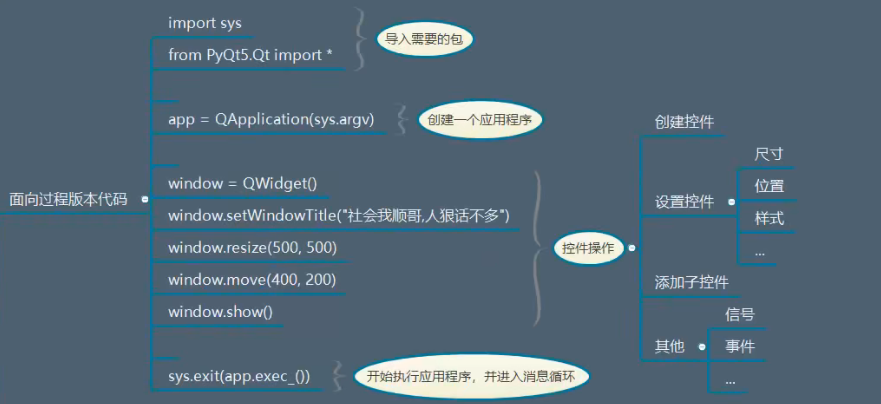 面向过程版本代码
import sys
from PyQt5.Qt import *
导入需要的包
app = QApplication(sys.argv)
创建一个应用程序
window = QWidget()
window.setWindowTitle("社会我顺哥,人狠话不多")
window.resize(500, 500)
window.move(400, 200)
window.show()
控件操作
创建控件
设置控件
尺寸
位置
样式
...
添加子控件
其他
信号
事件
...
sys.exit(app.exec_())
开始执行应用程序，并进入消息循环